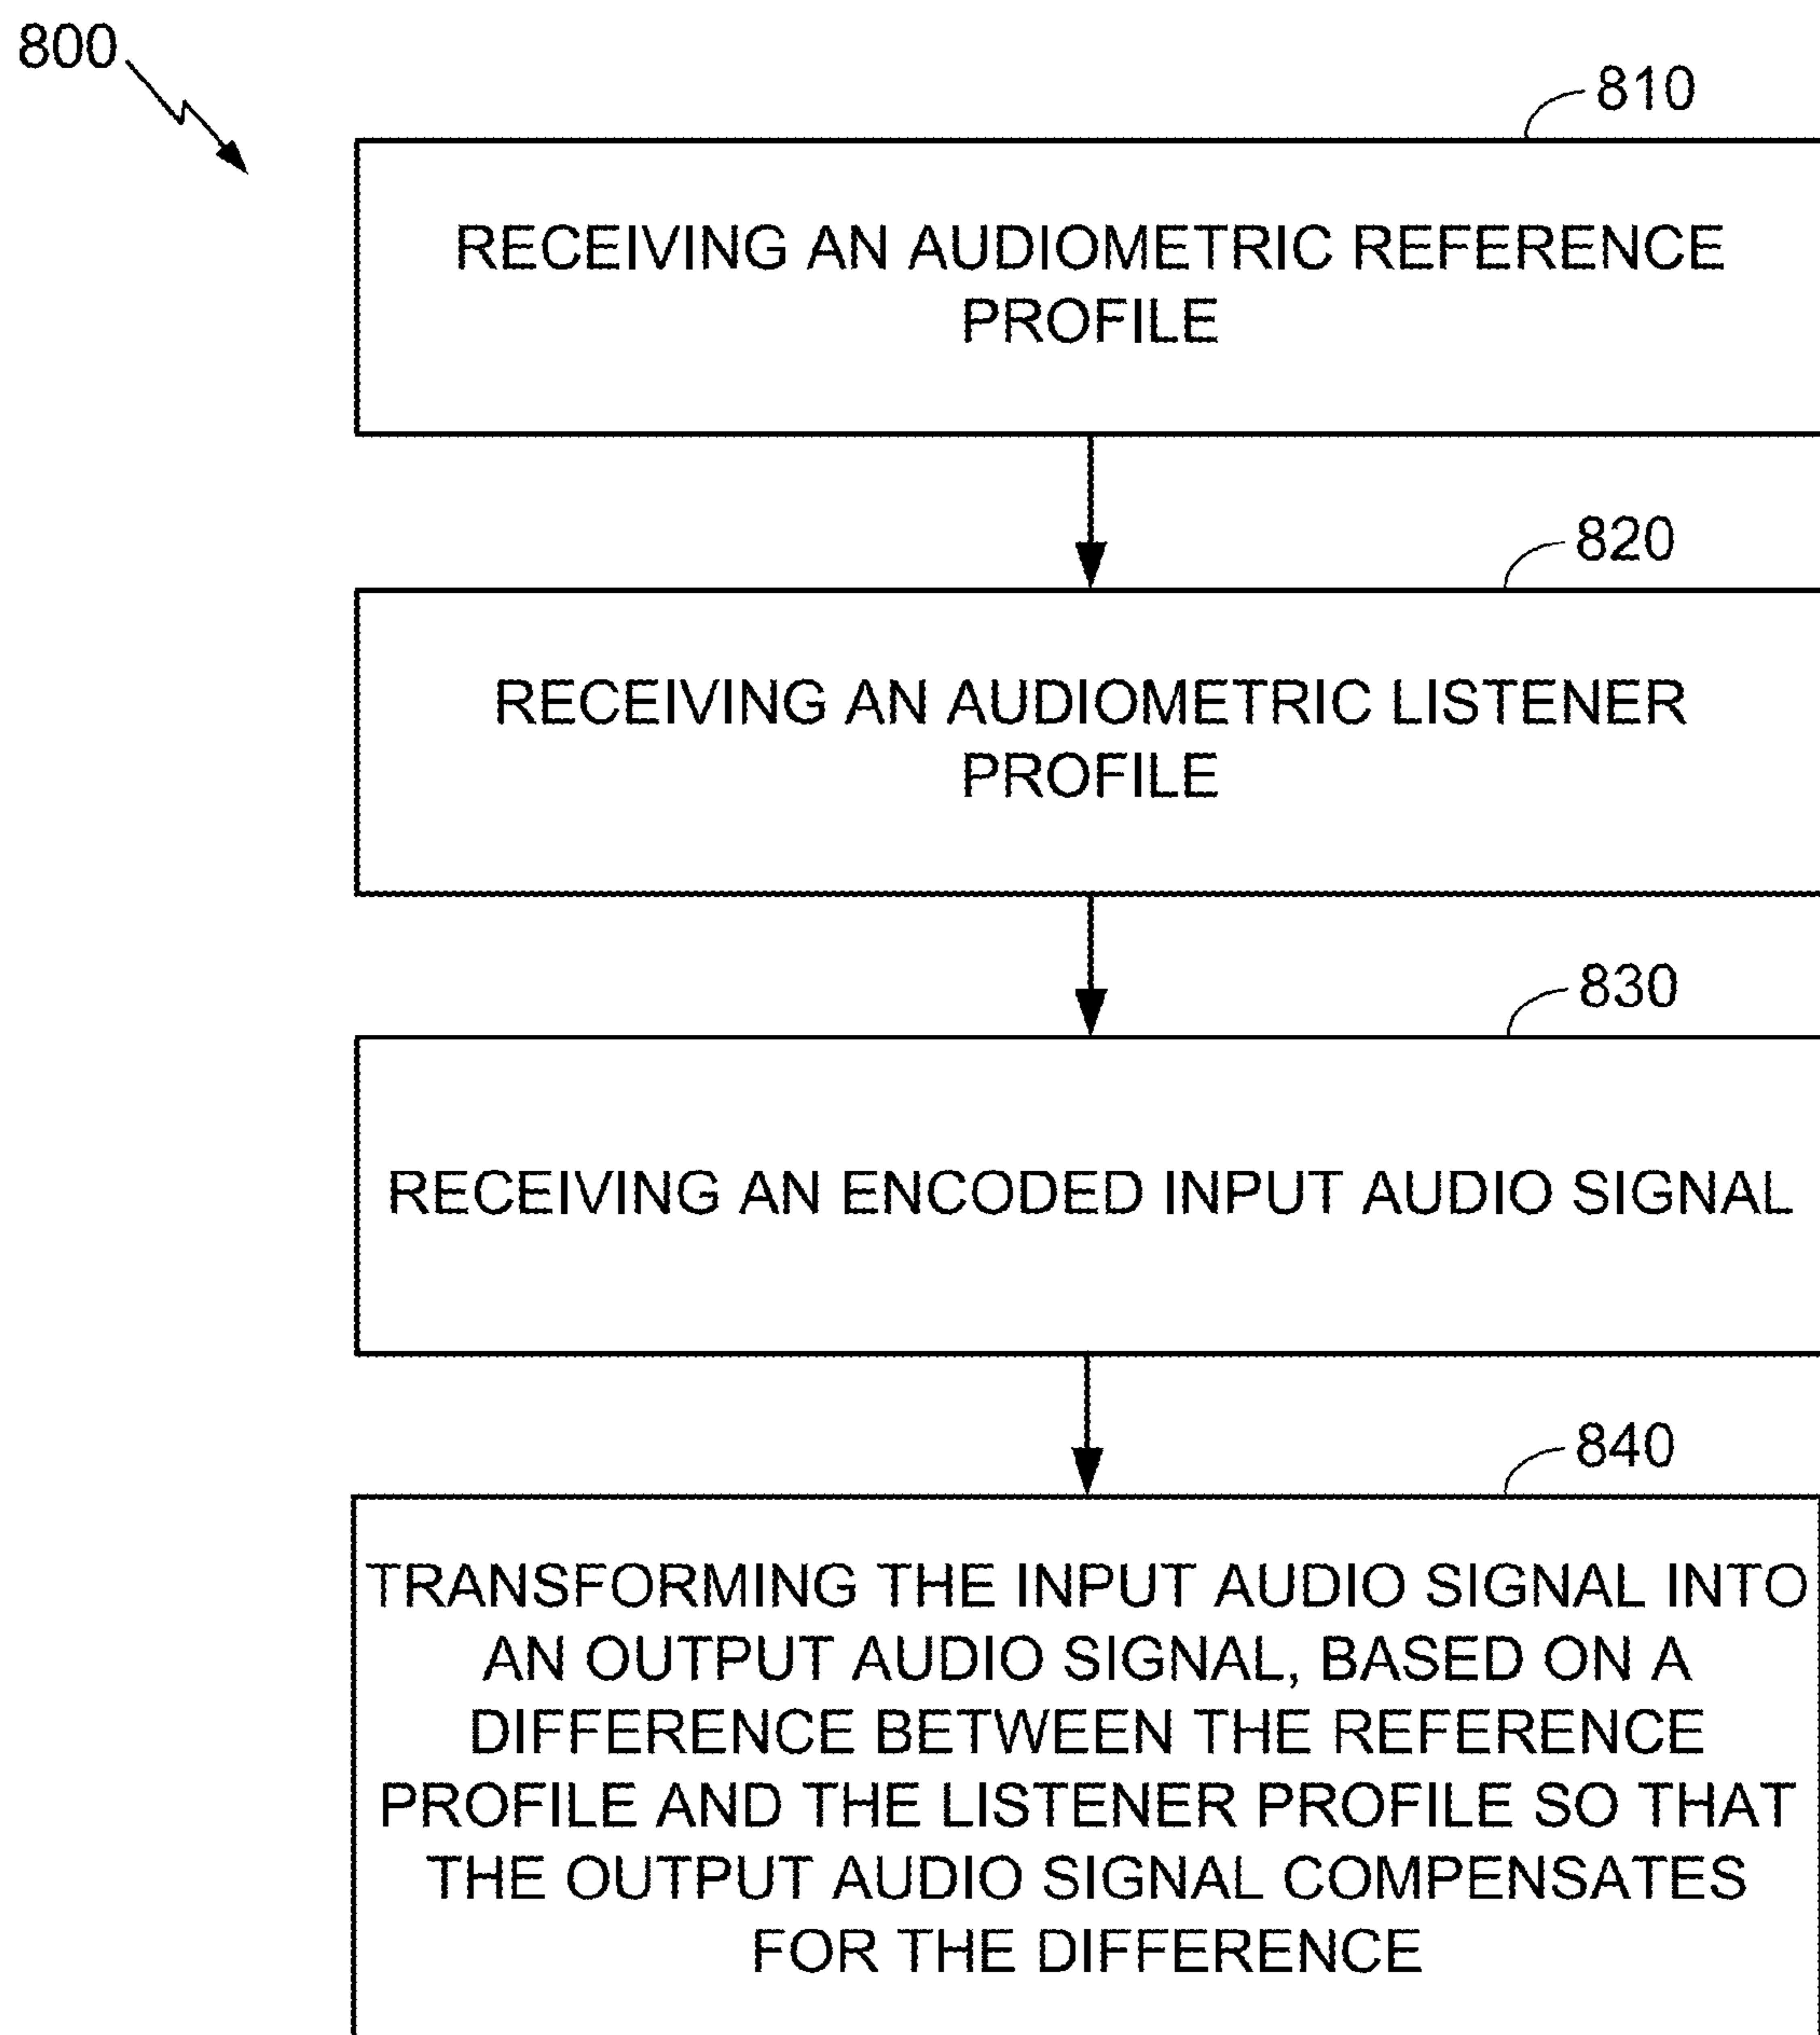 800
810
RECEIVING AN AUDIOMETRIC REFERENCE
PROFILE
820
RECEIVING AN AUDIOMETRIC LISTENER
PROFILE
830
RECEIVING AN ENCODED INPUT AUDIO SIGNAL
840
TRANSFORMING THE INPUT AUDIO SIGNAL INTO
AN OUTPUT AUDIO SIGNAL, BASED ON A
DIFFERENCE BETWEEN THE REFERENCE
PROFILE AND THE LISTENER PROFILE SO THAT
THE OUTPUT AUDIO SIGNAL COMPENSATES
FOR THE DIFFERENCE